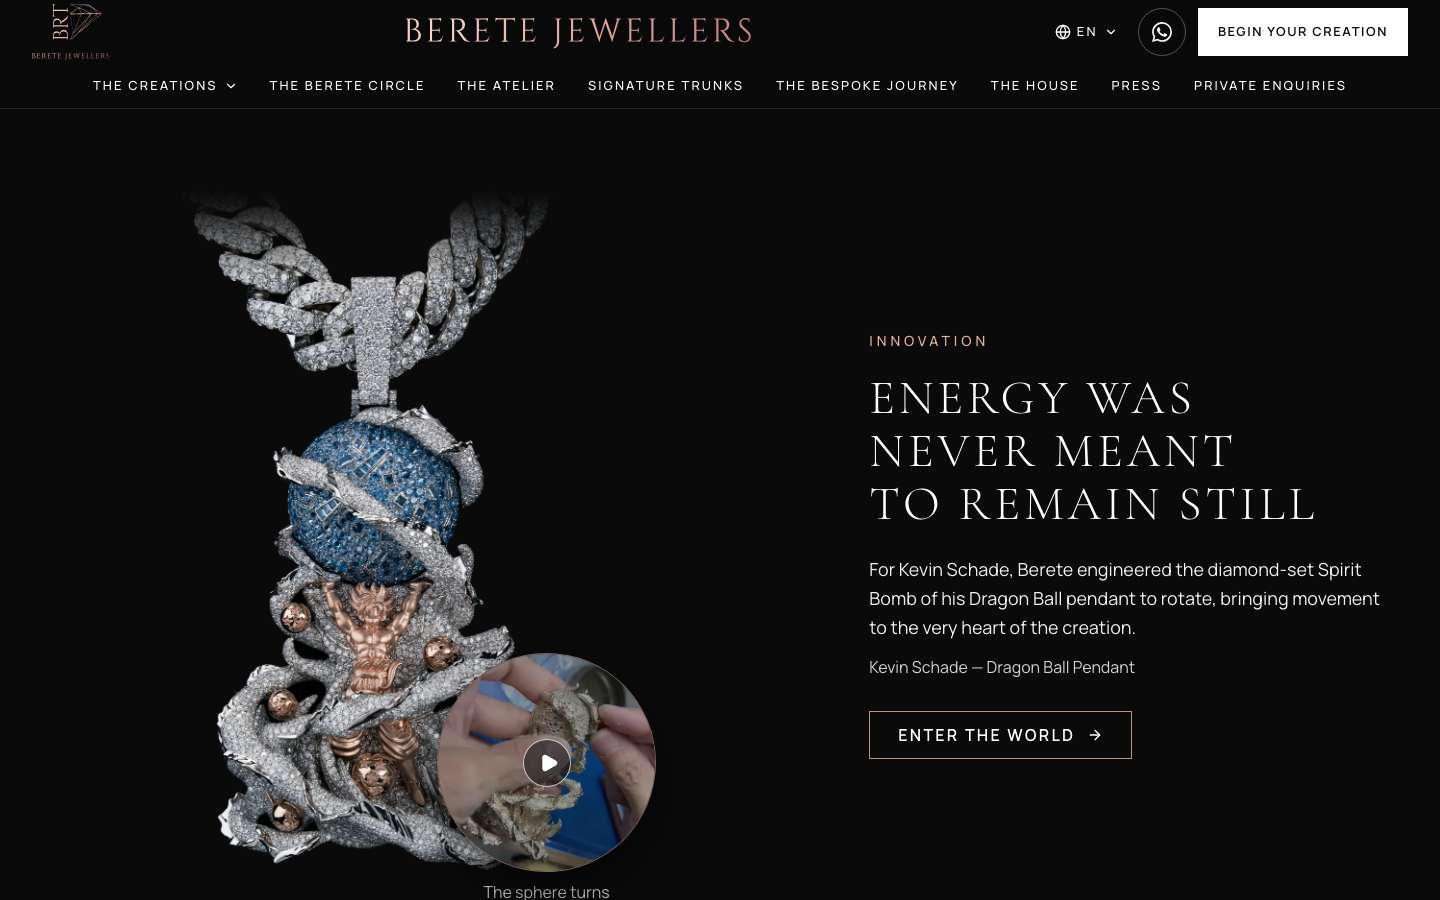 BRT
BERETE JEWELLERS
BERETE JEWELLERS
EN
BEGIN YOUR CREATION
THE CREATIONS
THE BERETE CIRCLE
THE ATELIER
SIGNATURE TRUNKS
THE BESPOKE JOURNEY
THE HOUSE
PRESS
PRIVATE ENQUIRIES
INNOVATION
ENERGY WAS
NEVER MEANT
TO REMAIN STILL
For Kevin Schade, Berete engineered the diamond-set Spirit
Bomb of his Dragon Ball pendant to rotate, bringing movement
to the very heart of the creation.
Kevin Schade — Dragon Ball Pendant
ENTER THE WORLD
The sphere turns